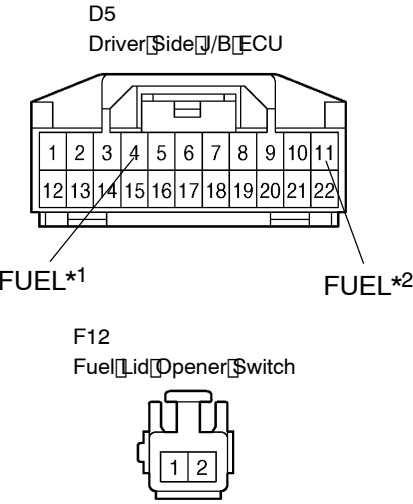 D5
Driver Side J/B ECU
1 2 3 4 5 6 7 8 9 10 11
12 13 14 15 16 17 18 19 20 21 22
FUEL*1
FUEL*2
F12
Fuel Lid Opener Switch
1 2